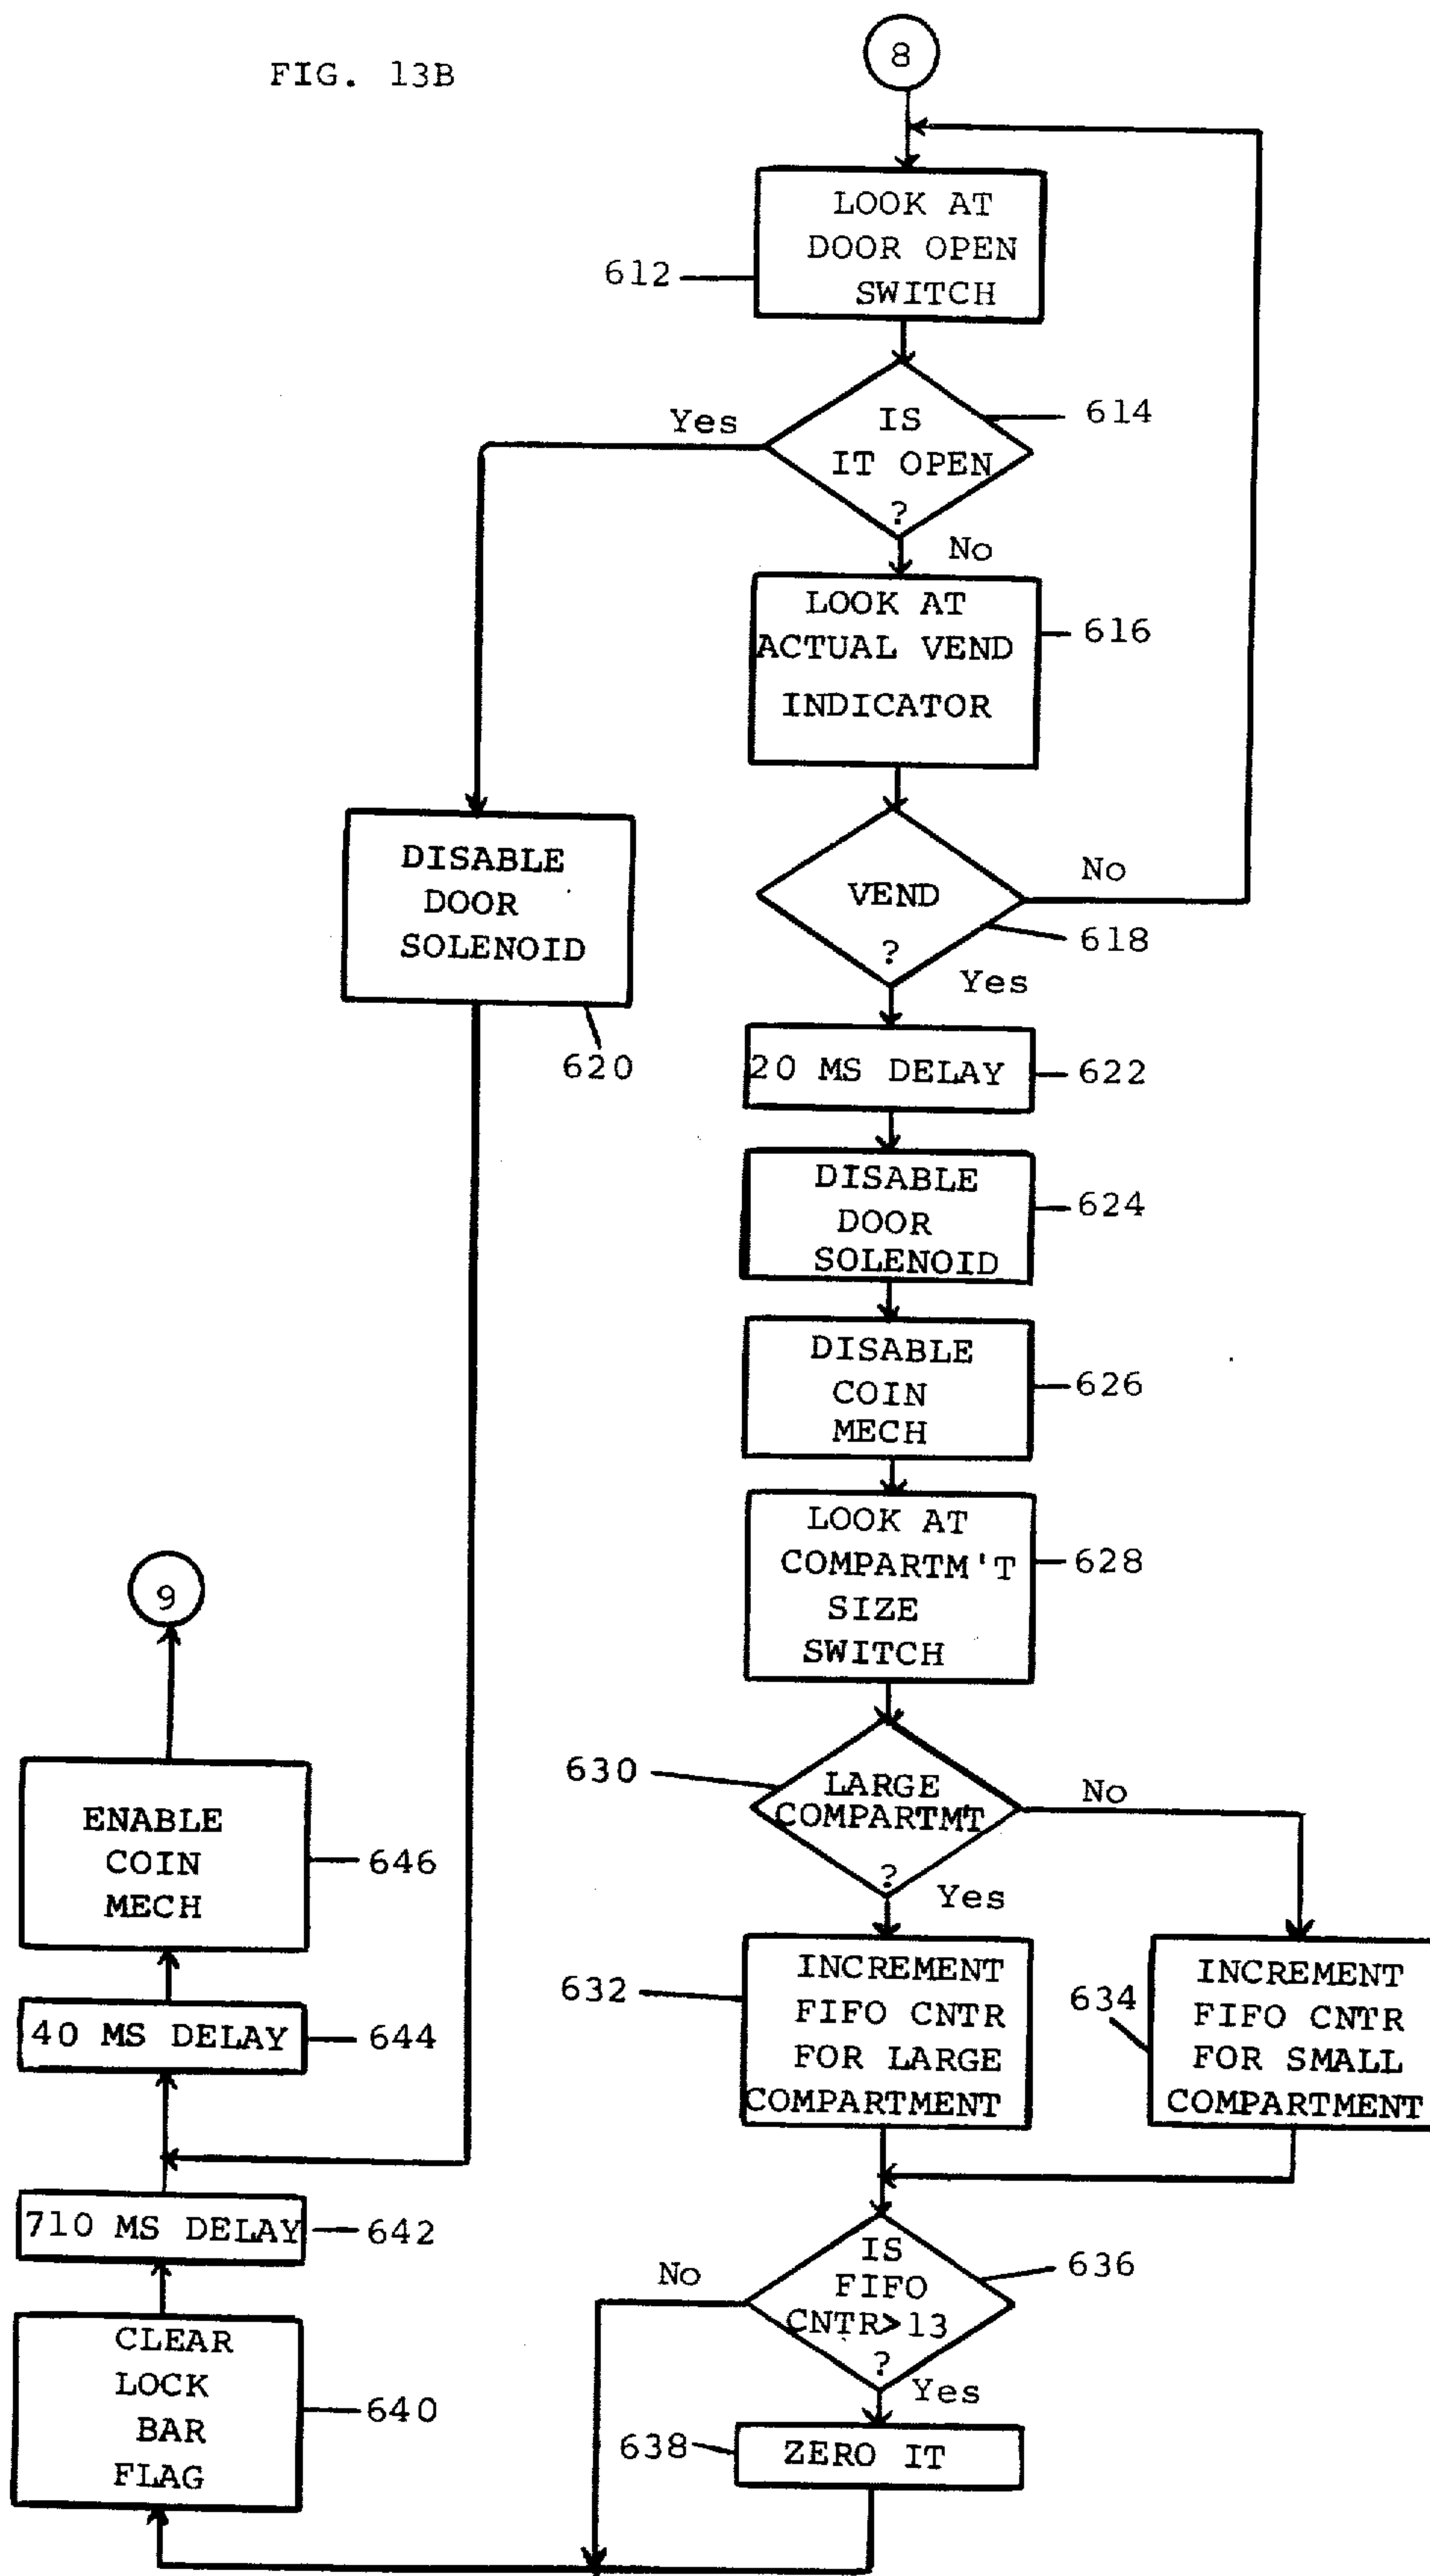 FIG. 13B
8
LOOK AT
DOOR OPEN
SWITCH
612
Yes
IS
IT OPEN
?
614
No
LOOK AT
ACTUAL VEND
INDICATOR
616
DISABLE
DOOR
SOLENOID
620
VEND
?
No
618
Yes
20 MS DELAY
622
DISABLE
DOOR
SOLENOID
624
DISABLE
COIN
MECH
626
LOOK AT
COMPARTM'T
SIZE
SWITCH
628
9
630
LARGE
COMPARTM'T
?
No
Yes
ENABLE
COIN
MECH
646
632
INCREMENT
FIFO CNTR
FOR LARGE
COMPARTMENT
634
INCREMENT
FIFO CNTR
FOR SMALL
COMPARTMENT
40 MS DELAY
644
710 MS DELAY
642
No
IS
FIFO
CNTR>13
?
636
Yes
CLEAR
LOCK
BAR
FLAG
640
638
ZERO IT